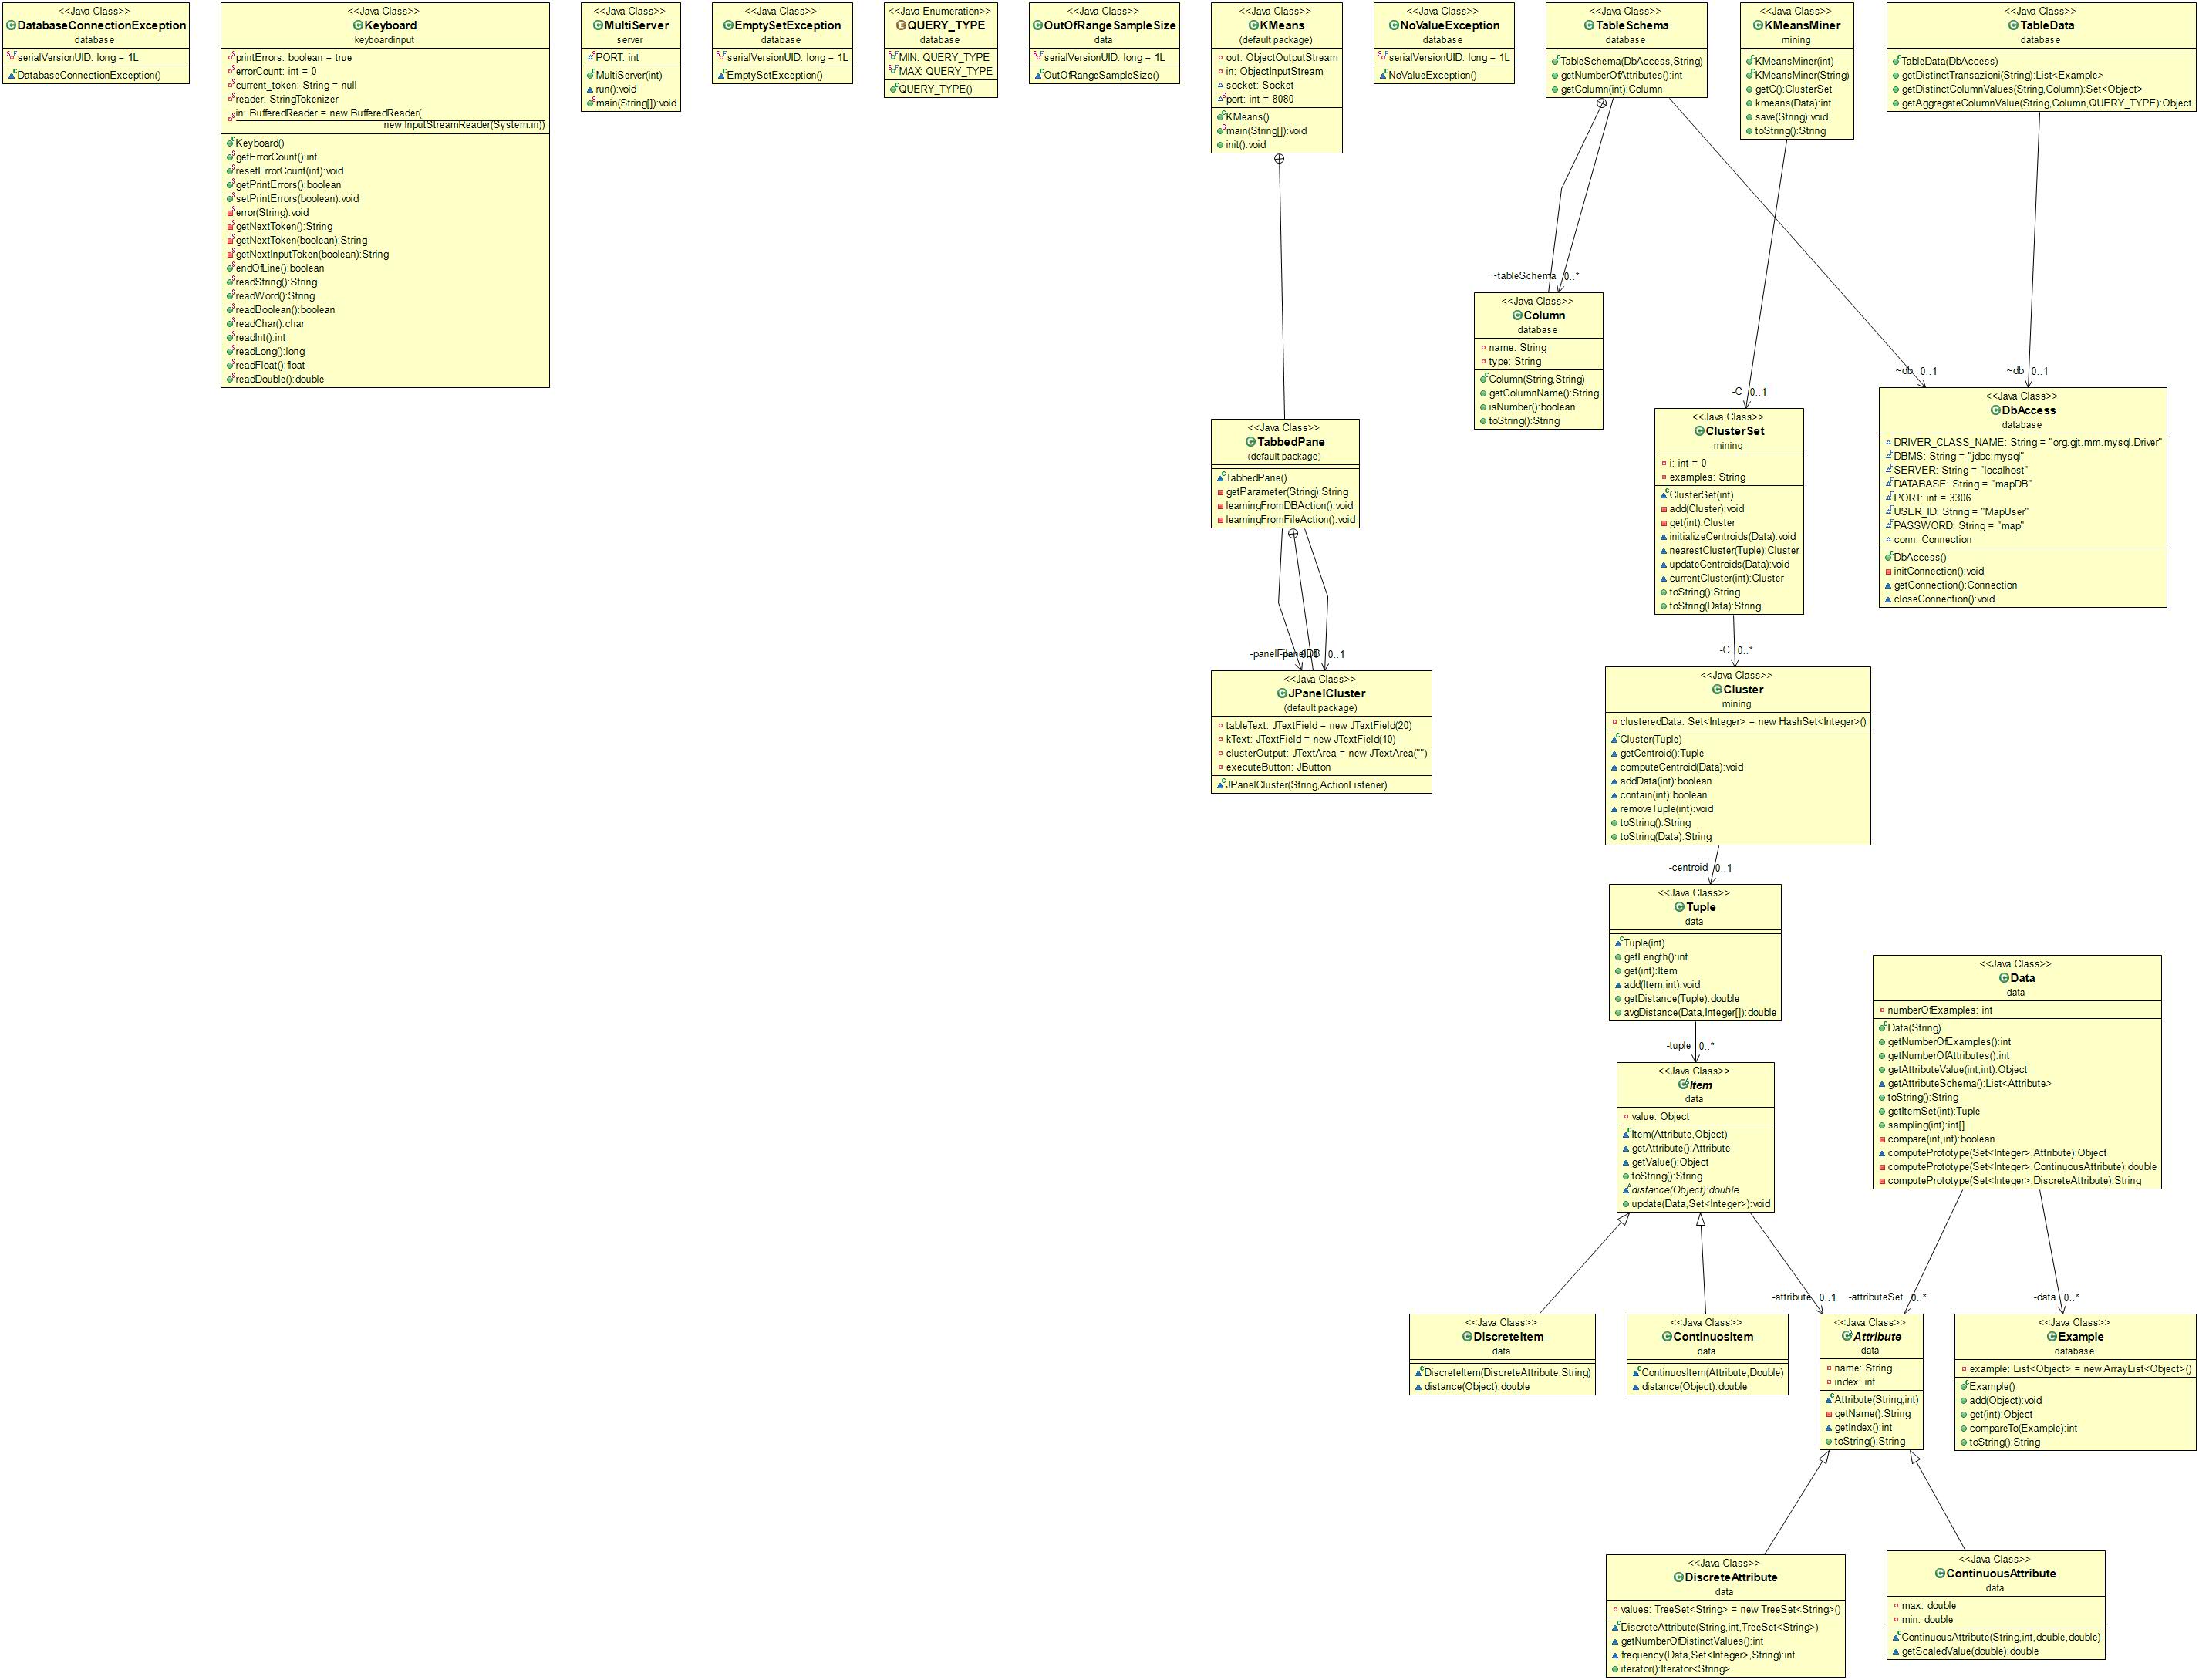 <<Java Class>>
DatabaseConnectionException
database
serialVersionUID: long = 1L
DatabaseConnectionException()
<<Java Class>>
Keyboard
keyboardinput
printErrors: boolean = true
errorCount: int = 0
current_token: String = null
reader: StringTokenizer
in: BufferedReader = new BufferedReader(
new InputStreamReader(System.in))
Keyboard()
getErrorCount():int
resetErrorCount(int):void
getPrintErrors():boolean
setPrintErrors(boolean):void
error(String):void
getNextToken():String
getNextToken(boolean):String
getNextInputToken(boolean):String
endOfLine():boolean
readString():String
readWord():String
readBoolean():boolean
readChar():char
readInt():int
readLong():long
readFloat():float
readDouble():double
<<Java Class>>
MultiServer
server
PORT: int
MultiServer(int)
run():void
main(String[]):void
<<Java Class>>
EmptySetException
database
serialVersionUID: long = 1L
EmptySetException()
<<Java Enumeration>>
QUERY_TYPE
database
MIN: QUERY_TYPE
MAX: QUERY_TYPE
QUERY_TYPE()
<<Java Class>>
OutOfRangeSampleSize
data
serialVersionUID: long = 1L
OutOfRangeSampleSize()
<<Java Class>>
KMeans
(default package)
out: ObjectOutputStream
in: ObjectInputStream
socket: Socket
port: int = 8080
KMeans()
main(String[]):void
init():void
<<Java Class>>
NoValueException
database
serialVersionUID: long = 1L
NoValueException()
<<Java Class>>
TableSchema
database
TableSchema(DbAccess,String)
getNumberOfAttributes():int
getColumn(int):Column
<<Java Class>>
KMeansMiner
mining
KMeansMiner(int)
KMeansMiner(String)
getC():ClusterSet
kmeans(Data):int
save(String):void
toString():String
<<Java Class>>
TableData
database
TableData(DbAccess)
getDistinctTransazioni(String):List<Example>
getDistinctColumnValues(String,Column):Set<Object>
getAggregateColumnValue(String,Column,QUERY_TYPE):Object
~tableSchema 0..*
<<Java Class>>
Column
database
name: String
type: String
Column(String,String)
getColumnName():String
isNumber():boolean
toString():String
~db 0..1
~db 0..1
<<Java Class>>
DbAccess
database
DRIVER_CLASS_NAME: String = "org.gjt.mm.mysql.Driver"
DBMS: String = "jdbc:mysql"
SERVER: String = "localhost"
DATABASE: String = "mapDB"
PORT: int = 3306
USER_ID: String = "MapUser"
PASSWORD: String = "map"
conn: Connection
DbAccess()
initConnection():void
getConnection():Connection
closeConnection():void
-C 0..1
<<Java Class>>
ClusterSet
mining
i: int = 0
examples: String
ClusterSet(int)
add(Cluster):void
get(int):Cluster
initializeCentroids(Data):void
nearestCluster(Tuple):Cluster
updateCentroids(Data):void
currentCluster(int):Cluster
toString():String
toString(Data):String
<<Java Class>>
TabbedPane
(default package)
TabbedPane()
getParameter(String):String
learningFromDBAction():void
learningFromFileAction():void
0..1
<<Java Class>>
JPanelCluster
(default package)
tableText: JTextField = new JTextField(20)
kText: JTextField = new JTextField(10)
clusterOutput: JTextArea = new JTextArea("")
executeButton: JButton
JPanelCluster(String,ActionListener)
-C 0..*
<<Java Class>>
Cluster
mining
clusteredData: Set<Integer> = new HashSet<Integer>()
Cluster(Tuple)
getCentroid():Tuple
computeCentroid(Data):void
addData(int):boolean
contain(int):boolean
removeTuple(int):void
toString():String
toString(Data):String
-centroid 0..1
<<Java Class>>
Tuple
data
Tuple(int)
getLength():int
get(int):Item
add(Item,int):void
getDistance(Tuple):double
avgDistance(Data,Integer[]):double
-tuple 0..*
<<Java Class>>
Item
data
value: Object
Item(Attribute,Object)
getAttribute():Attribute
getValue():Object
toString():String
distance(Object):double
update(Data,Set<Integer>):void
<<Java Class>>
Data
data
numberOfExamples: int
Data(String)
getNumberOfExamples():int
getNumberOfAttributes():int
getAttributeValue(int,int):Object
getAttributeSchema():List<Attribute>
toString():String
getItemSet(int):Tuple
sampling(int):int[]
compare(int,int):boolean
computePrototype(Set<Integer>,Attribute):Object
computePrototype(Set<Integer>,ContinuousAttribute):double
computePrototype(Set<Integer>,DiscreteAttribute):String
-attribute 0..1
-attributeSet 0..*
-data 0..*
<<Java Class>>
DiscreteItem
data
DiscreteItem(DiscreteAttribute,String)
distance(Object):double
<<Java Class>>
ContinuosItem
data
ContinuosItem(Attribute,Double)
distance(Object):double
<<Java Class>>
Attribute
data
name: String
index: int
Attribute(String,int)
getName():String
getIndex():int
toString():String
<<Java Class>>
Example
database
example: List<Object> = new ArrayList<Object>()
Example()
add(Object):void
get(int):Object
compareTo(Example):int
toString():String
<<Java Class>>
DiscreteAttribute
data
values: TreeSet<String> = new TreeSet<String>()
DiscreteAttribute(String,int,TreeSet<String>)
getNumberOfDistinctValues():int
frequency(Data,Set<Integer>,String):int
iterator():Iterator<String>
<<Java Class>>
ContinuousAttribute
data
max: double
min: double
ContinuousAttribute(String,int,double,double)
getScaledValue(double):double